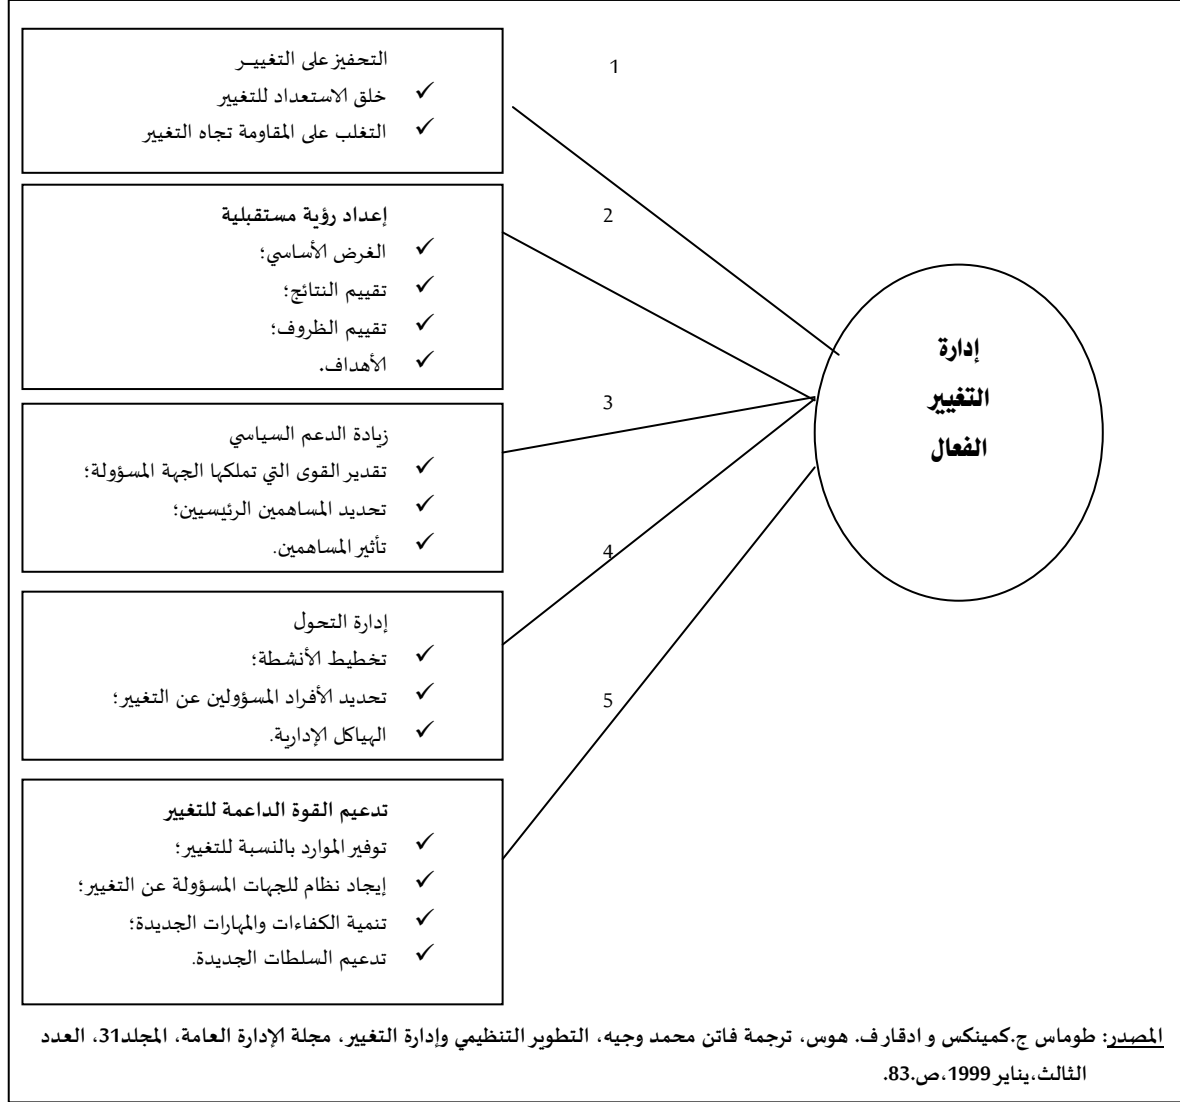 1
التحفيز على التغييـر
✓ خلق الاستعداد للتغيير
✓ التغلب على المقاومة تجاه التغيير
2
إعداد رؤية مستقبلية
✓ الغرض الأساسي؛
✓ تقييم النتائج؛
✓ تقييم الظروف؛
✓ الأهداف.
3
زيادة الدعم السياسي
✓ تقدير القوى التي تملكها الجهة المسؤولة؛
✓ تحديد المساهمين الرئيسيين؛
✓ تأثير المساهمين.
4
إدارة التحول
✓ تخطيط الأنشطة؛
✓ تحديد الأفراد المسؤولين عن التغيير؛
✓ الهياكل الإدارية.
5
تدعيم القوة الداعمة للتغيير
✓ توفير الموارد بالنسبة للتغيير؛
✓ إيجاد نظام للجهات المسؤولة عن التغيير؛
✓ تنمية الكفاءات والمهارات الجديدة؛
✓ تدعيم السلطات الجديدة.
إدارة
التغيير
الفعال
المصدر: طوماس ج.كمينكس و ادقار ف. هوس، ترجمة فاتن محمد وجيه، التطوير التنظيمي وإدارة التغيير، مجلة الإدارة العامة، المجلد31، العدد
الثالث،يناير 1999،ص.83.